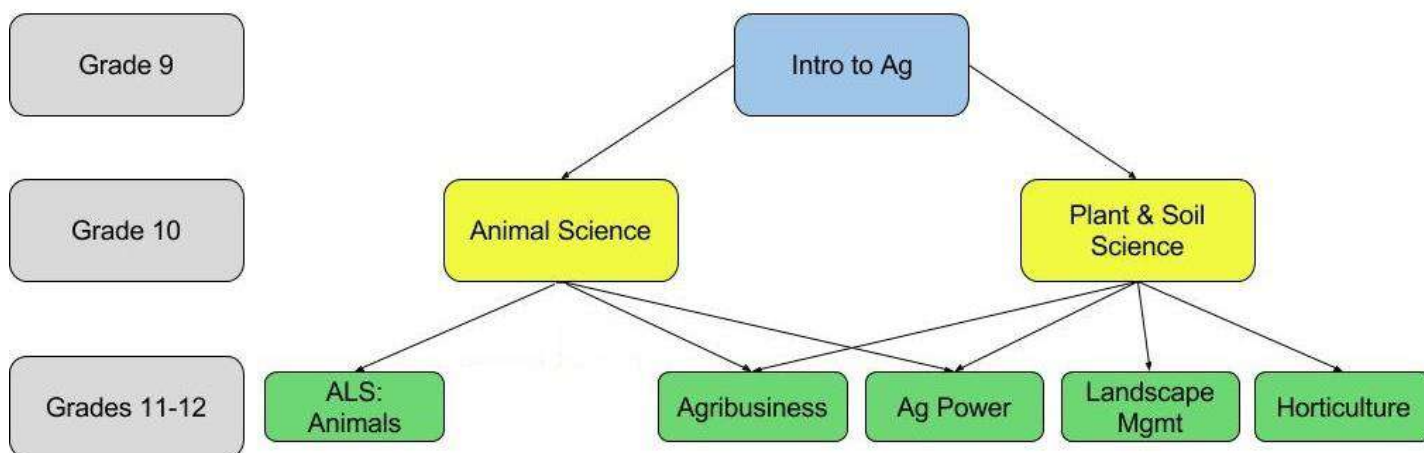 Grade 9
Intro to Ag
Grade 10
Animal Science
Plant & Soil
Science
Grades 11-12
ALS:
Animals
Agribusiness
Ag Power
Landscape
Mgmt
Horticulture